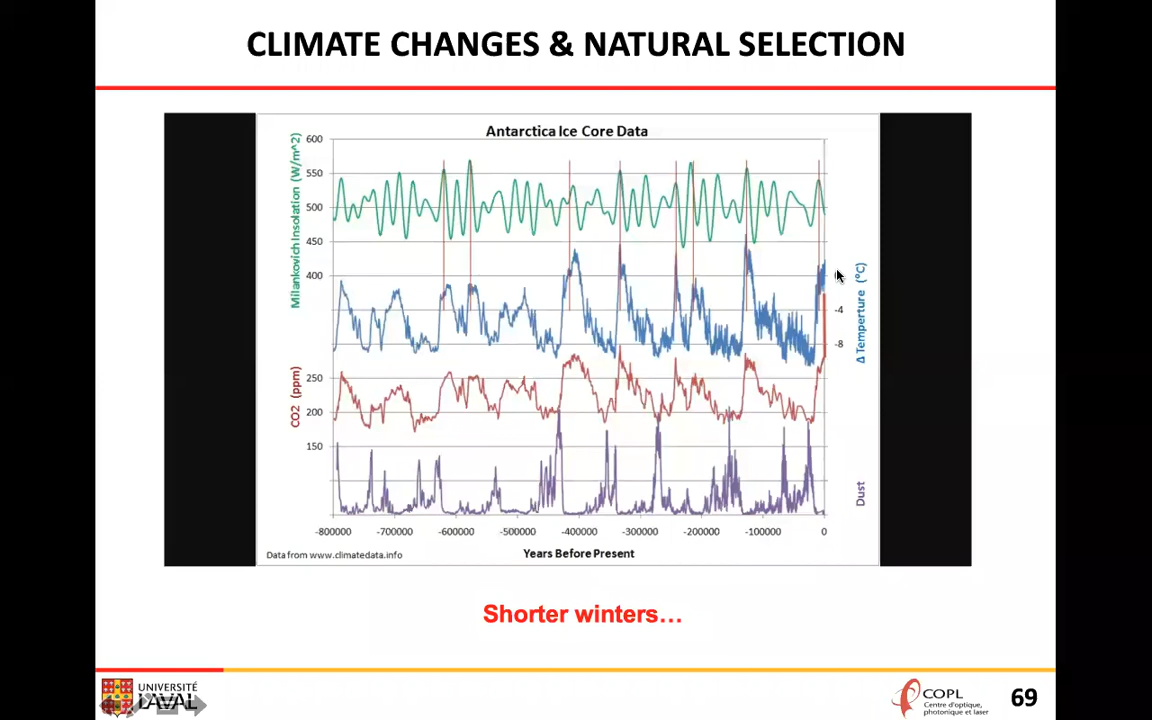 CLIMATE CHANGES & NATURAL SELECTION
Antarctica Ice Core Data
Milankovich Insolation (W/m^2)
600
550
500
450
400
CO2 (ppm)
250
200
150
-4
-8
Δ Temperture (°C)
Dust
-800000 -700000 -600000 -500000 -400000 -300000 -200000 -100000 0
Years Before Present
Data from www.climatedata.info
Shorter winters...
UNIVERSITÉ
LAVAL
COPL
Centre d'optique,
photonique et laser
69